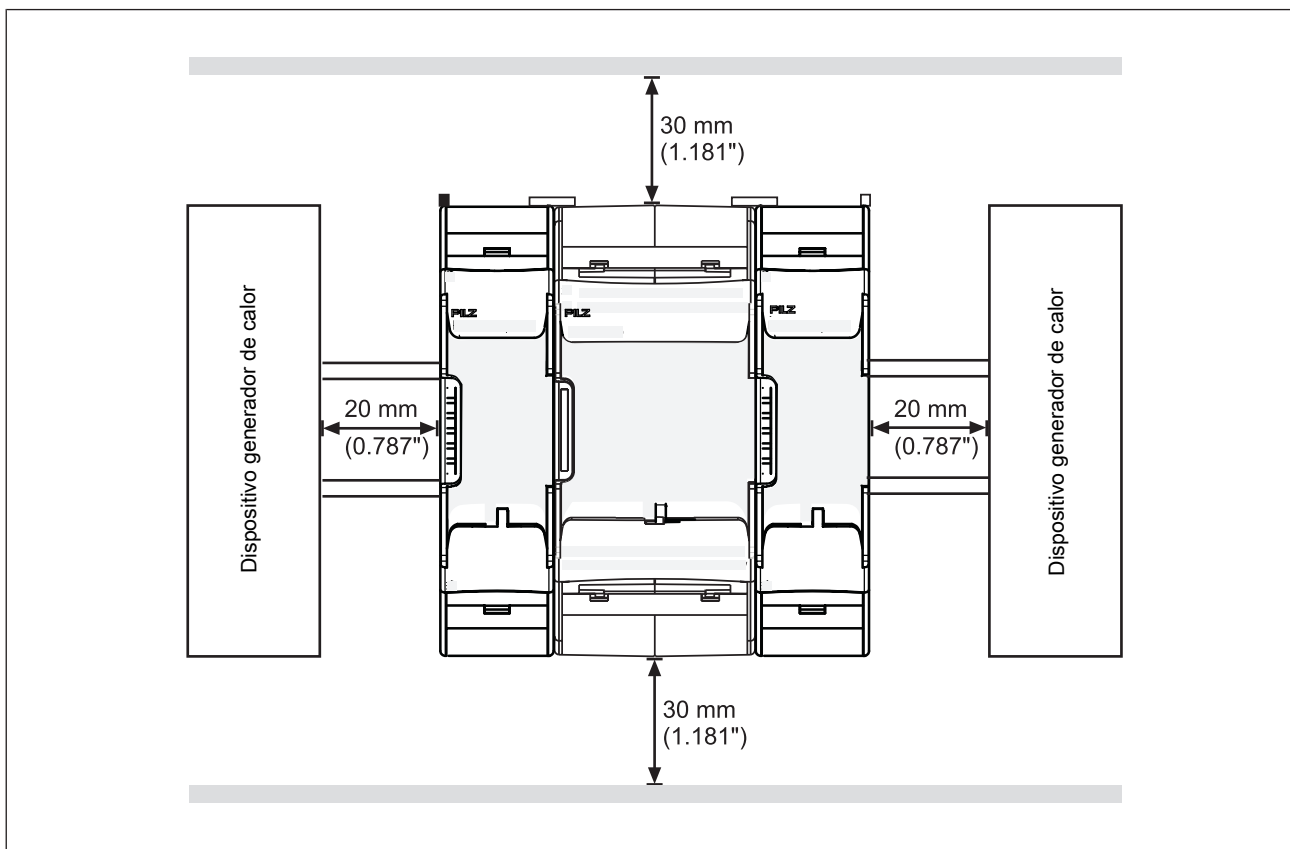 30 mm
(1.181")
Dispositivo generador de calor
PILZ
PILZ
PILZ
20 mm
(0.787")
20 mm
(0.787")
Dispositivo generador de calor
30 mm
(1.181")